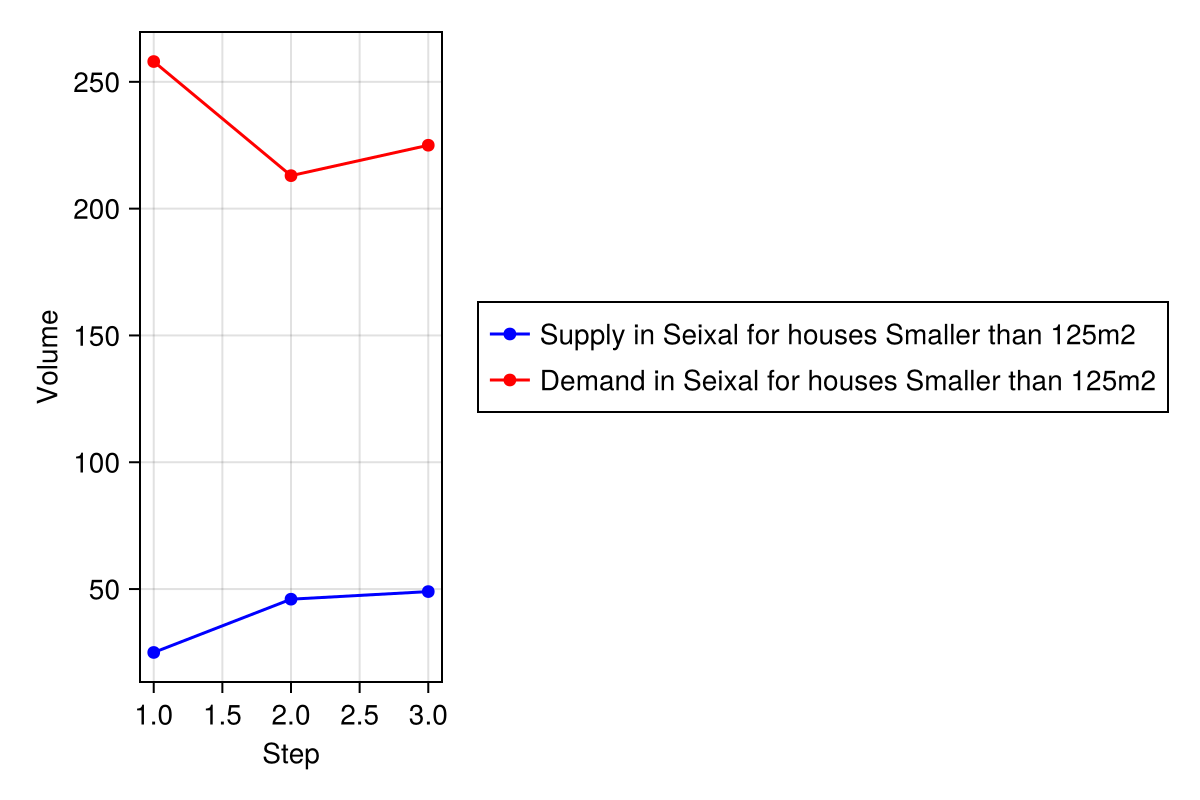 250
200
150
100
50
Volume
1.0 1.5 2.0 2.5 3.0
Step
Supply in Seixal for houses Smaller than 125m2
Demand in Seixal for houses Smaller than 125m2